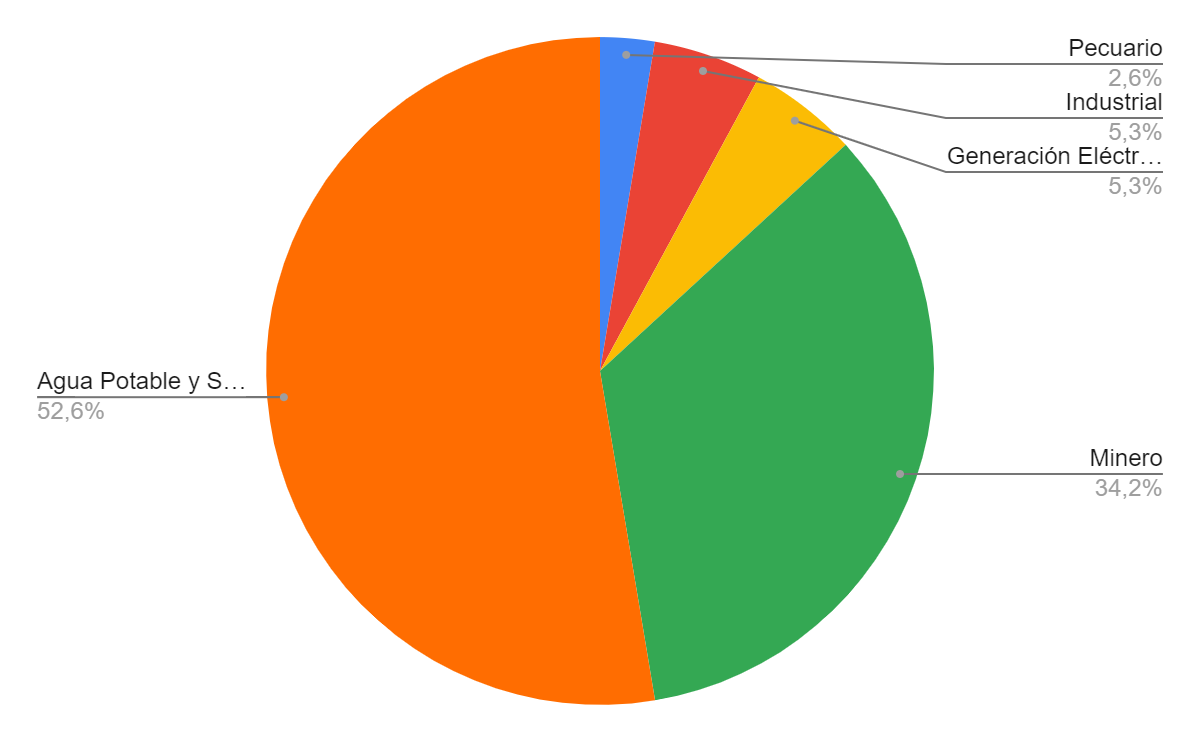 Pecuario
2,6%
Industrial
5,3%
Generación Eléctr…
5,3%
Agua Potable y S…
52,6%
Minero
34,2%